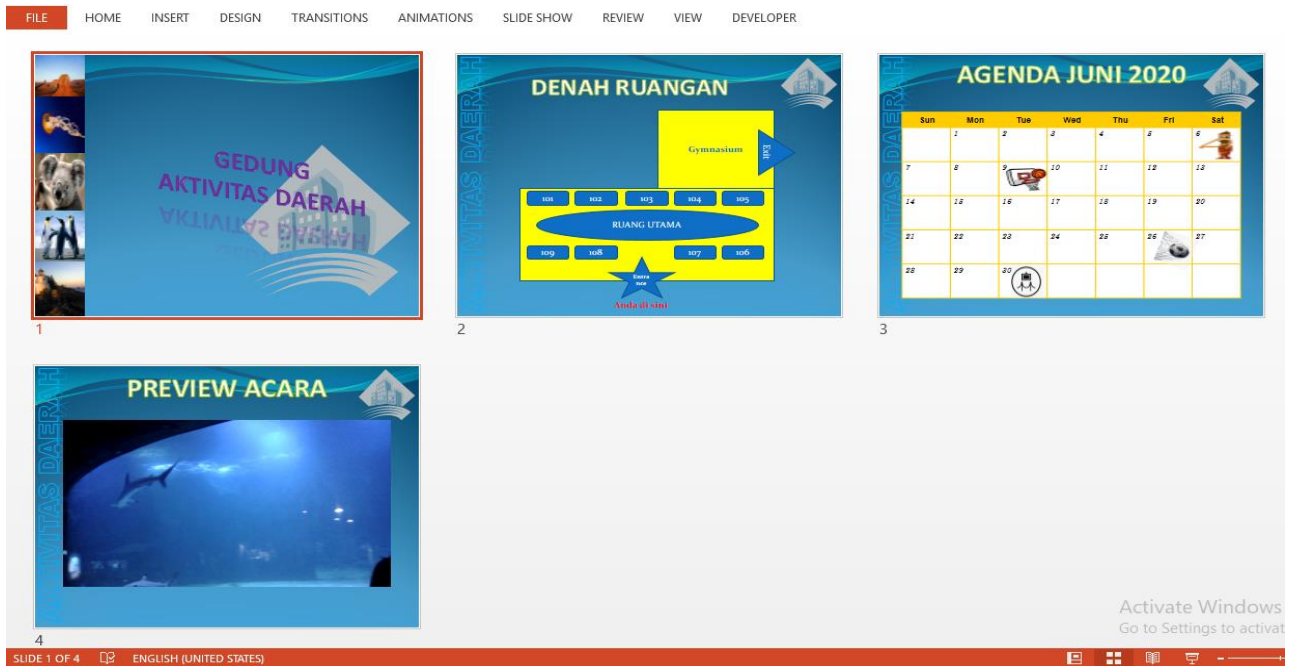 FILE HOME INSERT DESIGN TRANSITIONS ANIMATIONS SLIDE SHOW REVIEW VIEW DEVELOPER
GEDUNG
AKTIVITAS DAERAH
1
DENAH RUANGAN
AKTIVITAS DAERAH
Gymnasium
Exit
101 102 103 104 105
RUANG UTAMA
109 108 107 106
Entra
nce
Anda di sini
2
AGENDA JUNI 2020
AKTIVITAS DAERAH
Sun Mon Tue Wed Thu Fri Sat
1 2 3 4 5 6
7 8 9 10 11 12 13
14 15 16 17 18 19 20
21 22 23 24 25 26 27
28 29 30
3
PREVIEW ACARA
AKTIVITAS DAERAH
4
Activate Windows
Go to Settings to activat
SLIDE 1 OF 4 ENGLISH (UNITED STATES)